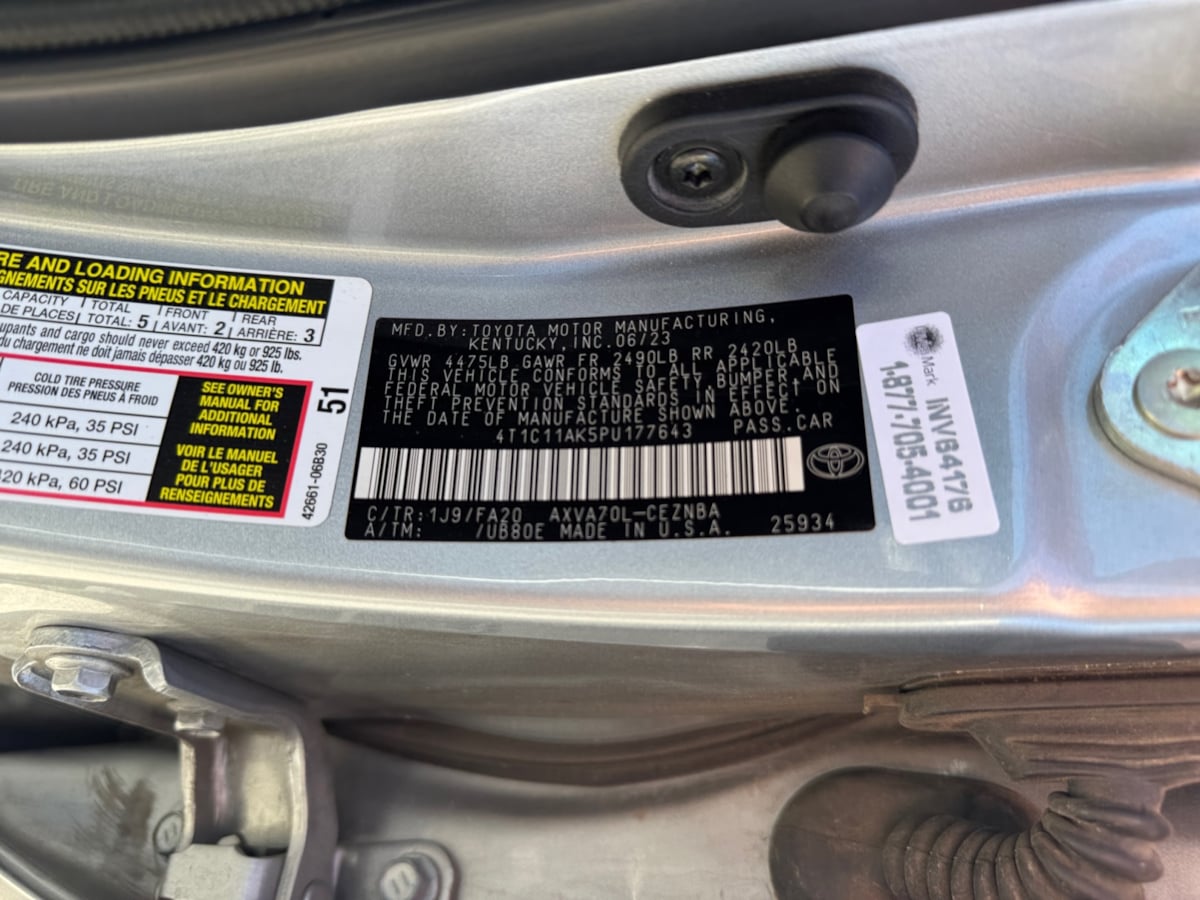 RE AND LOADING INFORMATION
GNEMENTS SUR LES PNEUS ET LE CHARGEMENT
CAPACITY TOTAL FRONT REAR
DE PLACES TOTAL: 5 AVANT: 2 ARRIÈRE: 3
upants and cargo should never exceed 420 kg or 925 lbs.
du chargement ne doit jamais dépasser 420 kg ou 925 lb.
COLD TIRE PRESSURE
PRESSION DES PNEUS À FROID
240 kPa, 35 PSI
240 kPa, 35 PSI
420 kPa, 60 PSI
SEE OWNER'S
MANUAL FOR
ADDITIONAL
INFORMATION
VOIR LE MANUEL
DE L'USAGER
POUR PLUS DE
RENSEIGNEMENTS
51
42661-06B30
MFD.BY:TOYOTA MOTOR MANUFACTURING,
KENTUCKY, INC.06/23
GVWR 4475LB GAWR FR 2490LB RR 2420LB
THIS VEHICLE CONFORMS TO ALL APPLICABLE
FEDERAL MOTOR VEHICLE SAFETY,BUMPER,AND
THEFT PREVENTION STANDARDS IN EFFECT ON
THE DATE OF MANUFACTURE SHOWN ABOVE.
4T1C11AK5PU177643 PASS.CAR
C/TR:1J9/FA20 AXVA70L-CEZNBA
A/TM: /UB80E MADE IN U.S.A. 25934
Mark INV64176
1.877.705.4001
TIRE AND LOAD